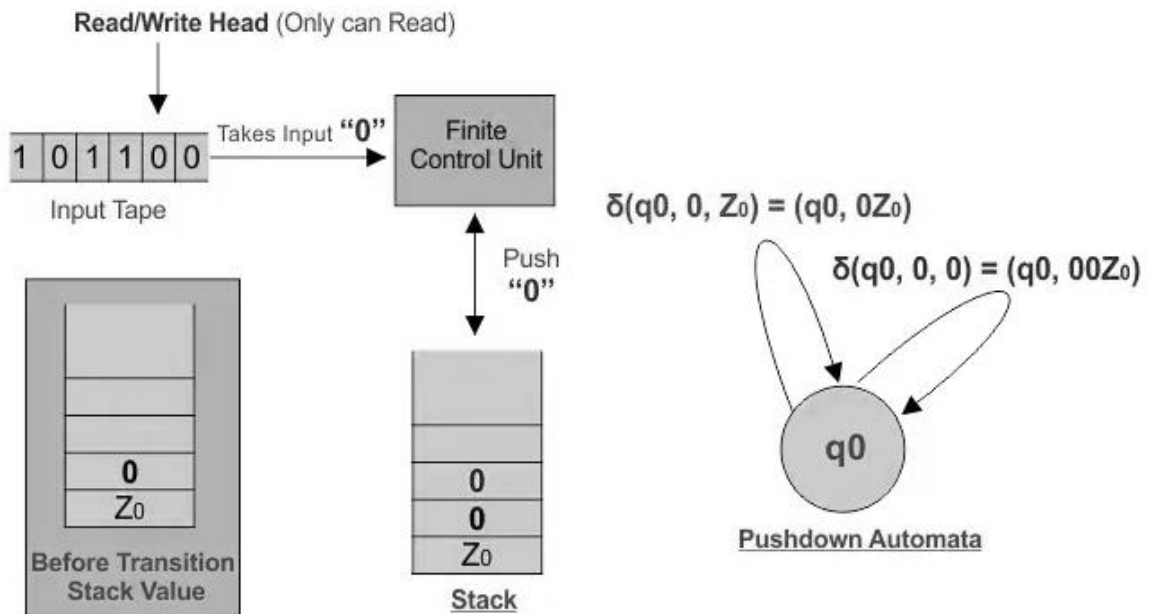 Read/Write Head (Only can Read)
Takes Input “0”
Finite
Control Unit
1 0 1 1 0 0
Input Tape
δ(q0, 0, Z0) = (q0, 0Z0)
Push
“0”
δ(q0, 0, 0) = (q0, 00Z0)
0
Z0
Before Transition
Stack Value
0
0
Z0
Stack
q0
Pushdown Automata